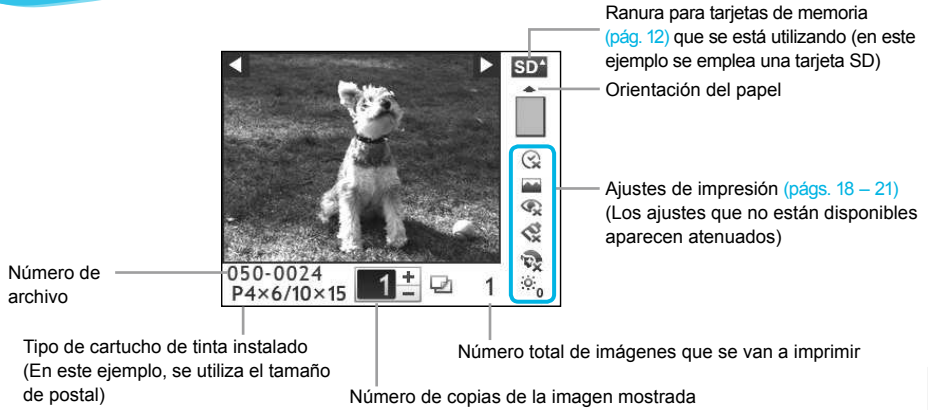 Ranura para tarjetas de memoria
(pág. 12) que se está utilizando (en este
ejemplo se emplea una tarjeta SD)
SD
Orientación del papel
Ajustes de impresión (págs. 18 – 21)
(Los ajustes que no están disponibles
aparecen atenuados)
Número de
archivo
050-0024
P4×6/10×15
1
+
−
1
0
Tipo de cartucho de tinta instalado
(En este ejemplo, se utiliza el tamaño
de postal)
Número total de imágenes que se van a imprimir
Número de copias de la imagen mostrada